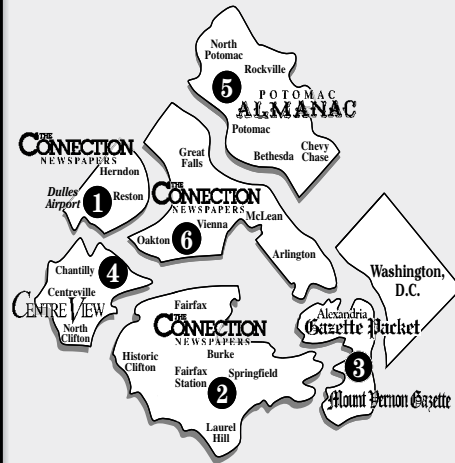 North
Potomac
Rockville
5
POTOMAC
ALMANAC
Potomac
Bethesda
Chevy
Chase
THE
CONNECTION
NEWSPAPERS
Herndon
Dulles
Airport
1
Reston
Great
Falls
THE
CONNECTION
NEWSPAPERS
Vienna
McLean
Oakton
6
Arlington
Chantilly
4
Centreville
CENTRE VIEW
North
Clifton
Washington,
D.C.
Fairfax
THE
CONNECTION
NEWSPAPERS
Burke
Historic
Clifton
Fairfax
Station
Springfield
2
Laurel
Hill
Alexandria
Gazette Packet
3
Mount Vernon Gazette